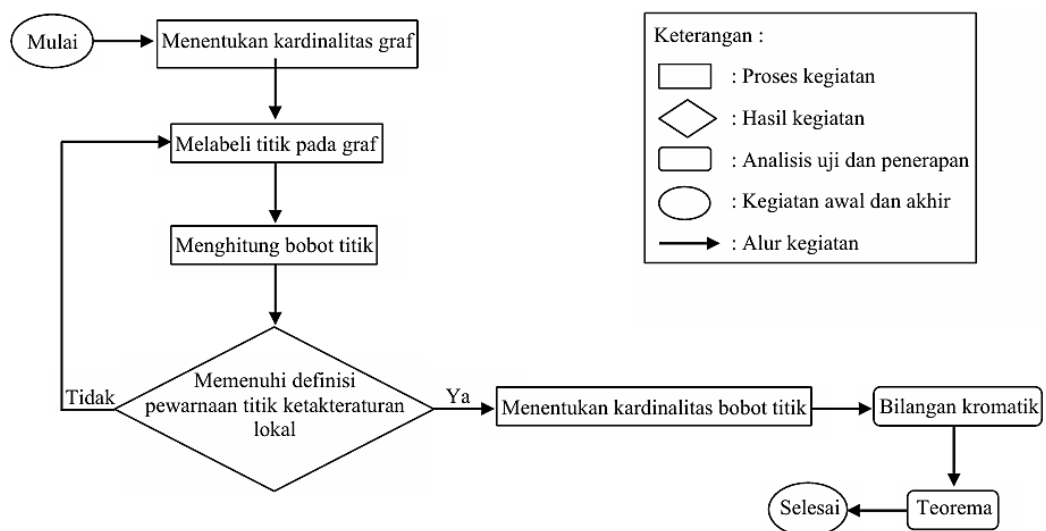 Mulai
Menentukan kardinalitas graf
Melabeli titik pada graf
Menghitung bobot titik
Memenuhi definisi
pewarnaan titik ketakteraturan
lokal
Tidak
Ya
Menentukan kardinalitas bobot titik
Bilangan kromatik
Teorema
Selesai
Keterangan :
: Proses kegiatan
: Hasil kegiatan
: Analisis uji dan penerapan
: Kegiatan awal dan akhir
: Alur kegiatan